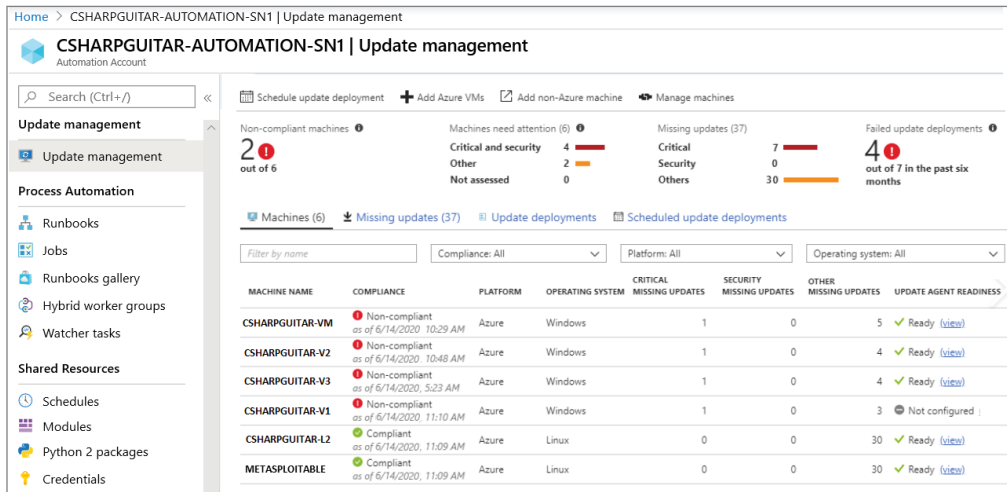 Home > CSHARPGUITAR-AUTOMATION-SN1 | Update management
CSHARPGUITAR-AUTOMATION-SN1 | Update management
Automation Account
Search (Ctrl+/)
«
Update management
Update management
Process Automation
Runbooks
Jobs
Runbooks gallery
Hybrid worker groups
Watcher tasks
Shared Resources
Schedules
Modules
Python 2 packages
Credentials
Schedule update deployment Add Azure VMs Add non-Azure machine Manage machines
Non-compliant machines
2
out of 6
Machines need attention (6)
Critical and security 4
Other 2
Not assessed 0
Missing updates (37)
Critical 7
Security 0
Others 30
Failed update deployments
4
out of 7 in the past six
months
Machines (6) Missing updates (37) Update deployments Scheduled update deployments
Filter by name Compliance: All Platform: All Operating system: All
MACHINE NAME COMPLIANCE PLATFORM OPERATING SYSTEM CRITICAL MISSING UPDATES SECURITY MISSING UPDATES OTHER MISSING UPDATES UPDATE AGENT READINESS
CSHARPGUITAR-VM Non-compliant Azure Windows 1 0 5 Ready (view)
as of 6/14/2020 10:29 AM
CSHARPGUITAR-V2 Non-compliant Azure Windows 1 0 4 Ready (view)
as of 6/14/2020, 10:48 AM
CSHARPGUITAR-V3 Non-compliant Azure Windows 1 0 4 Ready (view)
as of 6/14/2020, 5:23 AM
CSHARPGUITAR-V1 Non-compliant Azure Windows 1 0 3 Not configured
as of 6/14/2020, 11:10 AM
CSHARPGUITAR-L2 Compliant Azure Linux 0 0 30 Ready (view)
as of 6/14/2020, 11:09 AM
METASPLOITABLE Compliant Azure Linux 0 0 30 Ready (view)
as of 6/14/2020, 11:09 AM